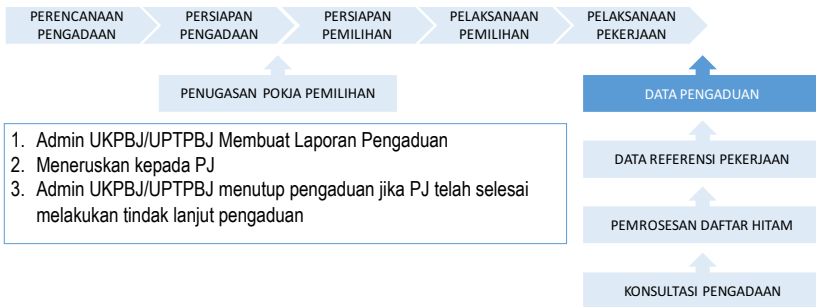 PERENCANAAN
PENGADAAN
PERSIAPAN
PENGADAAN
PERSIAPAN
PEMILIHAN
PELAKSANAAN
PEMILIHAN
PELAKSANAAN
PEKERJAAN
PENUGASAN POKJA PEMILIHAN
DATA PENGADUAN
1. Admin UKPBJ/UPTPBJ Membuat Laporan Pengaduan
2. Meneruskan kepada PJ
3. Admin UKPBJ/UPTPBJ menutup pengaduan jika PJ telah selesai
melakukan tindak lanjut pengaduan
DATA REFERENSI PEKERJAAN
PEMROSESAN DAFTAR HITAM
KONSULTASI PENGADAAN